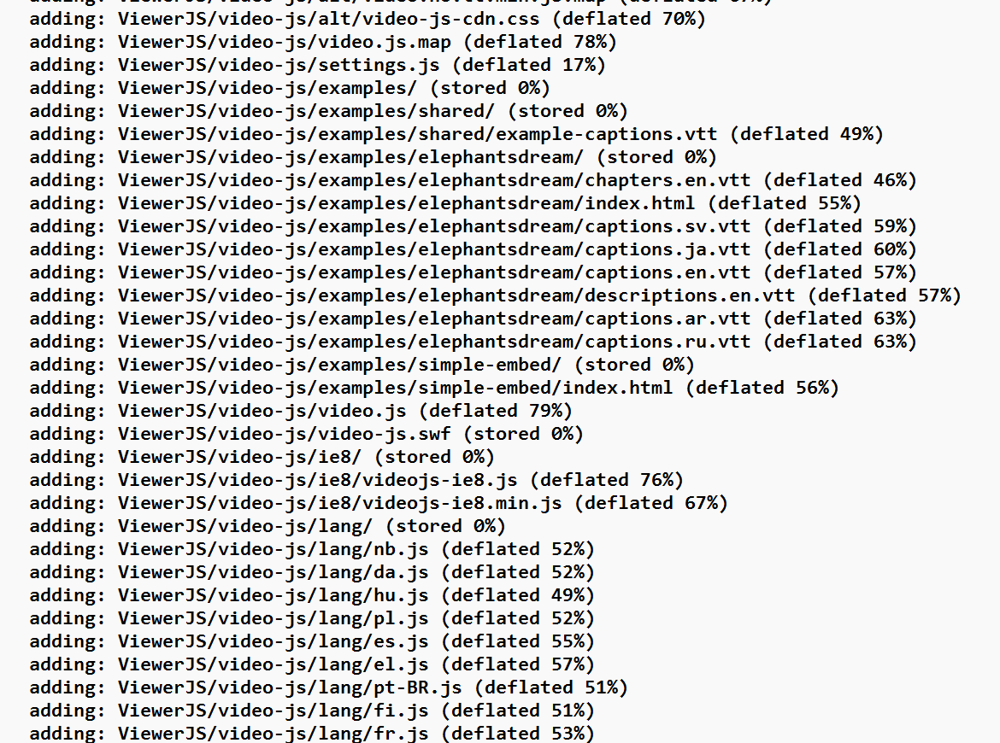 adding: ViewerJS/video-js/alt/video-js-cdn.css (deflated 70%)
adding: ViewerJS/video-js/video.js.map (deflated 78%)
adding: ViewerJS/video-js/settings.js (deflated 17%)
adding: ViewerJS/video-js/examples/ (stored 0%)
adding: ViewerJS/video-js/examples/shared/ (stored 0%)
adding: ViewerJS/video-js/examples/shared/example-captions.vtt (deflated 49%)
adding: ViewerJS/video-js/examples/elephantsdream/ (stored 0%)
adding: ViewerJS/video-js/examples/elephantsdream/chapters.en.vtt (deflated 46%)
adding: ViewerJS/video-js/examples/elephantsdream/index.html (deflated 55%)
adding: ViewerJS/video-js/examples/elephantsdream/captions.sv.vtt (deflated 59%)
adding: ViewerJS/video-js/examples/elephantsdream/captions.ja.vtt (deflated 60%)
adding: ViewerJS/video-js/examples/elephantsdream/captions.en.vtt (deflated 57%)
adding: ViewerJS/video-js/examples/elephantsdream/descriptions.en.vtt (deflated 57%)
adding: ViewerJS/video-js/examples/elephantsdream/captions.ar.vtt (deflated 63%)
adding: ViewerJS/video-js/examples/elephantsdream/captions.ru.vtt (deflated 63%)
adding: ViewerJS/video-js/examples/simple-embed/ (stored 0%)
adding: ViewerJS/video-js/examples/simple-embed/index.html (deflated 56%)
adding: ViewerJS/video-js/video.js (deflated 79%)
adding: ViewerJS/video-js/video-js.swf (stored 0%)
adding: ViewerJS/video-js/ie8/ (stored 0%)
adding: ViewerJS/video-js/ie8/videojs-ie8.js (deflated 76%)
adding: ViewerJS/video-js/ie8/videojs-ie8.min.js (deflated 67%)
adding: ViewerJS/video-js/lang/ (stored 0%)
adding: ViewerJS/video-js/lang/nb.js (deflated 52%)
adding: ViewerJS/video-js/lang/da.js (deflated 52%)
adding: ViewerJS/video-js/lang/hu.js (deflated 49%)
adding: ViewerJS/video-js/lang/pl.js (deflated 52%)
adding: ViewerJS/video-js/lang/es.js (deflated 55%)
adding: ViewerJS/video-js/lang/el.js (deflated 57%)
adding: ViewerJS/video-js/lang/pt-BR.js (deflated 51%)
adding: ViewerJS/video-js/lang/fi.js (deflated 51%)
adding: ViewerJS/video-js/lang/fr.js (deflated 53%)